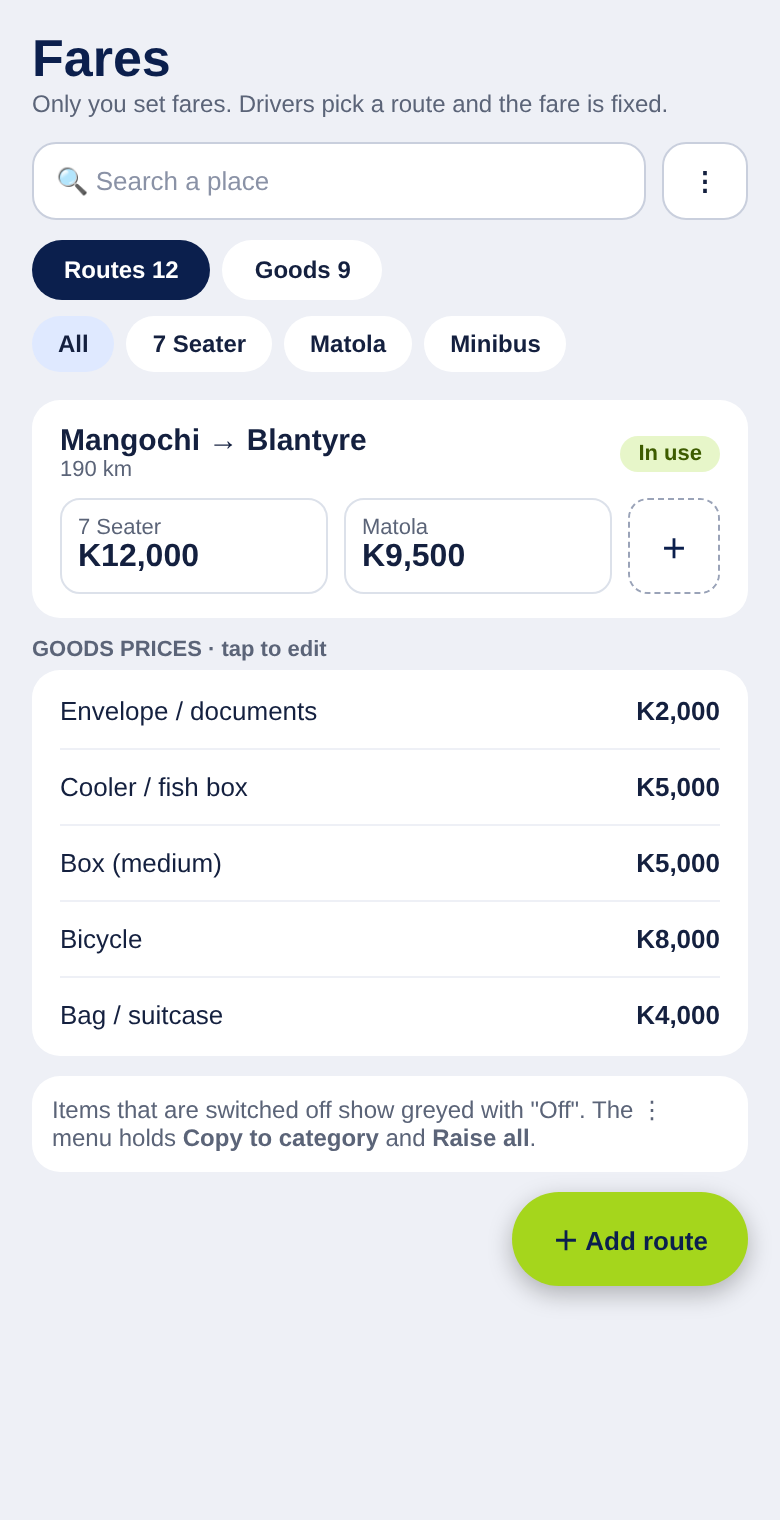 Fares
Only you set fares. Drivers pick a route and the fare is fixed.
🔍 Search a place
⋮
Routes 12
Goods 9
All
7 Seater
Matola
Minibus
Mangochi → Blantyre
190 km
In use
7 Seater
K12,000
Matola
K9,500
+
GOODS PRICES · tap to edit
Envelope / documents K2,000
Cooler / fish box K5,000
Box (medium) K5,000
Bicycle K8,000
Bag / suitcase K4,000
Items that are switched off show greyed with "Off". The ⋮
menu holds Copy to category and Raise all.
+ Add route